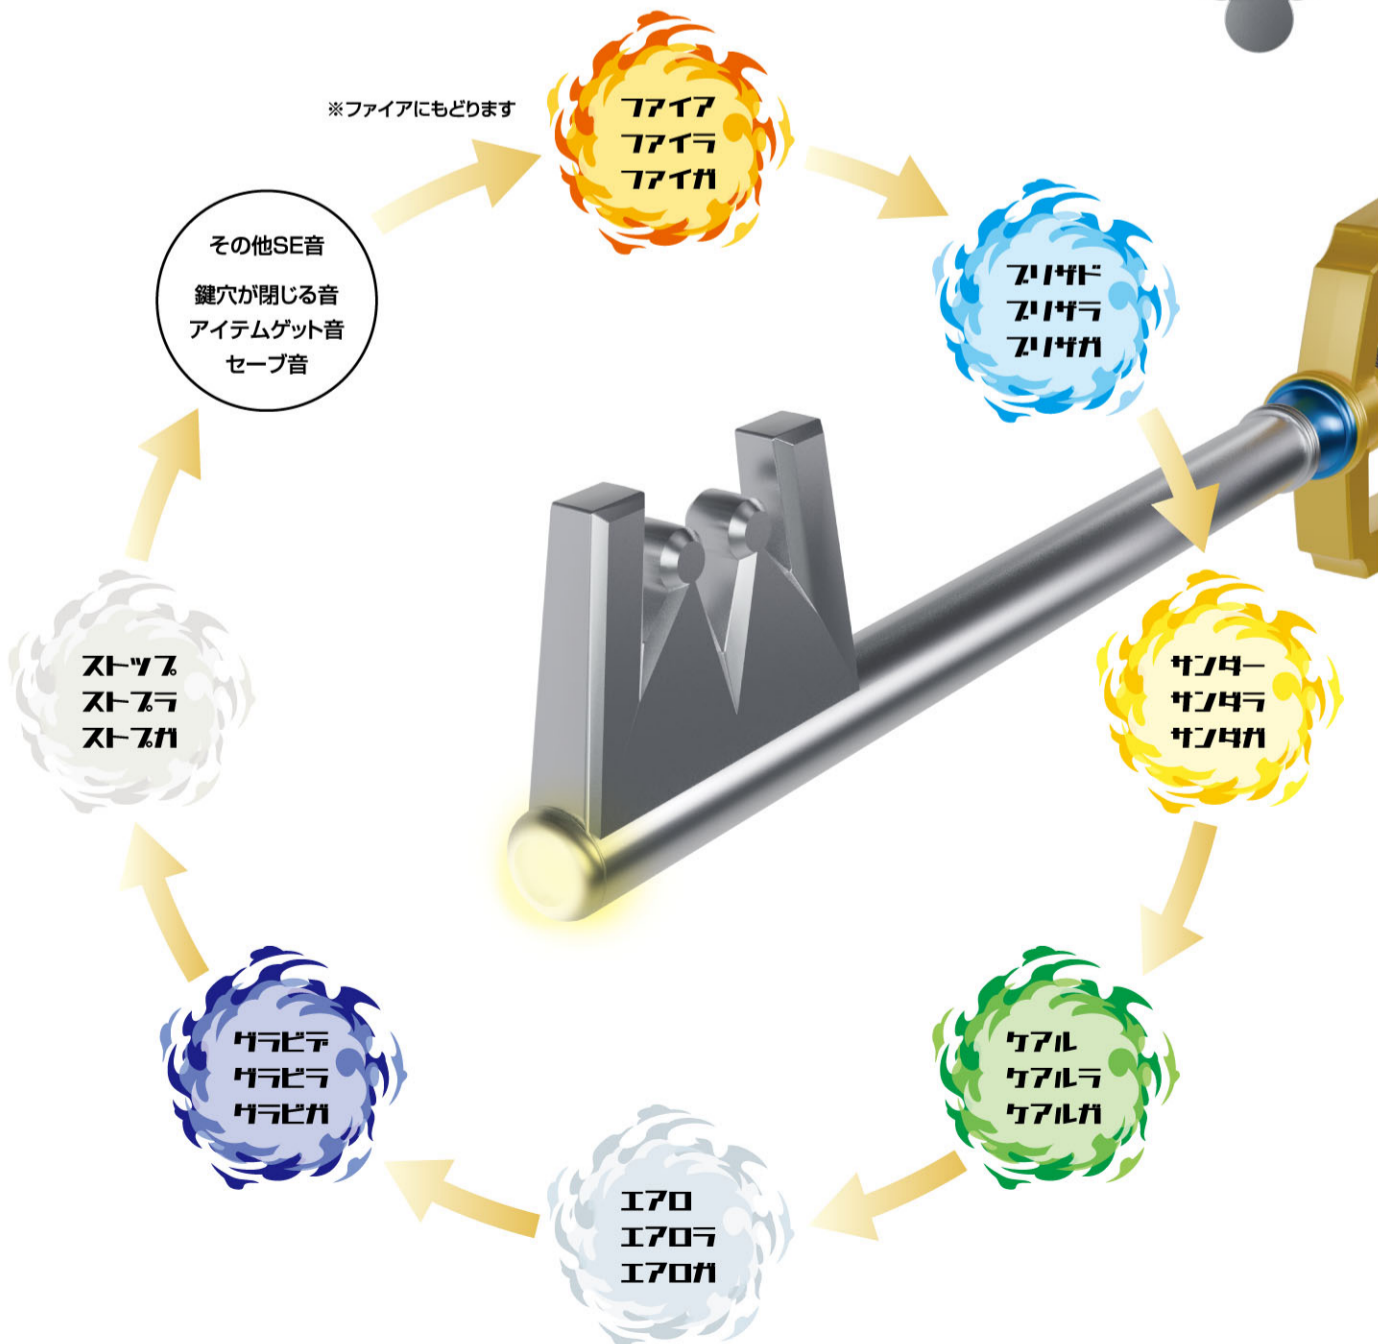 ※ファイアにもどります
ファイア
ファイラ
ファイガ
ブリザド
ブリザラ
ブリザガ
サンダー
サンダラ
サンダガ
ケアル
ケアルラ
ケアルガ
エアロ
エアロラ
エアロガ
グラビデ
グラビラ
グラビガ
ストップ
ストプラ
ストプガ
その他SE音
鍵穴が閉じる音
アイテムゲット音
セーブ音